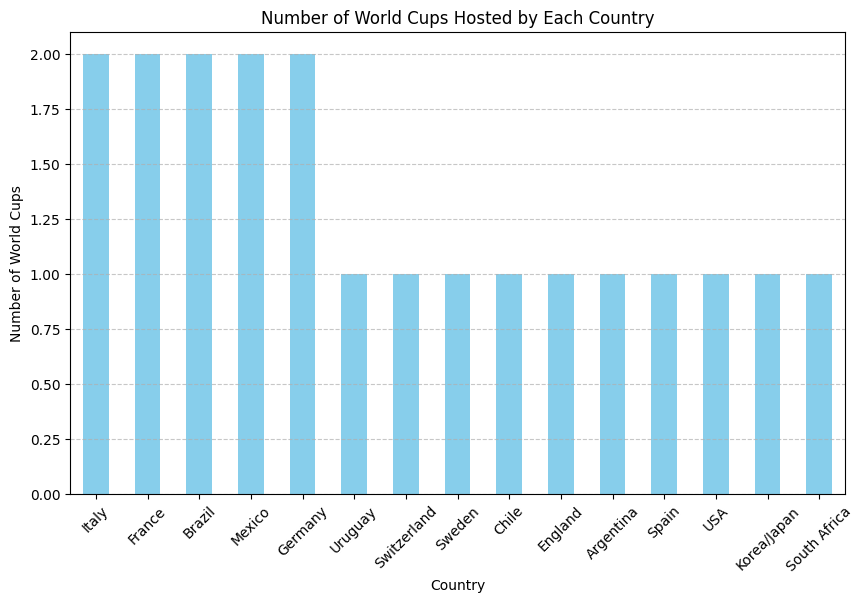 Number of World Cups Hosted by Each Country
Number of World Cups
2.00
1.75
1.50
1.25
1.00
0.75
0.50
0.25
0.00
Italy
France
Brazil
Mexico
Germany
Uruguay
Switzerland
Sweden
Chile
England
Argentina
Spain
USA
Korea/Japan
South Africa
Country